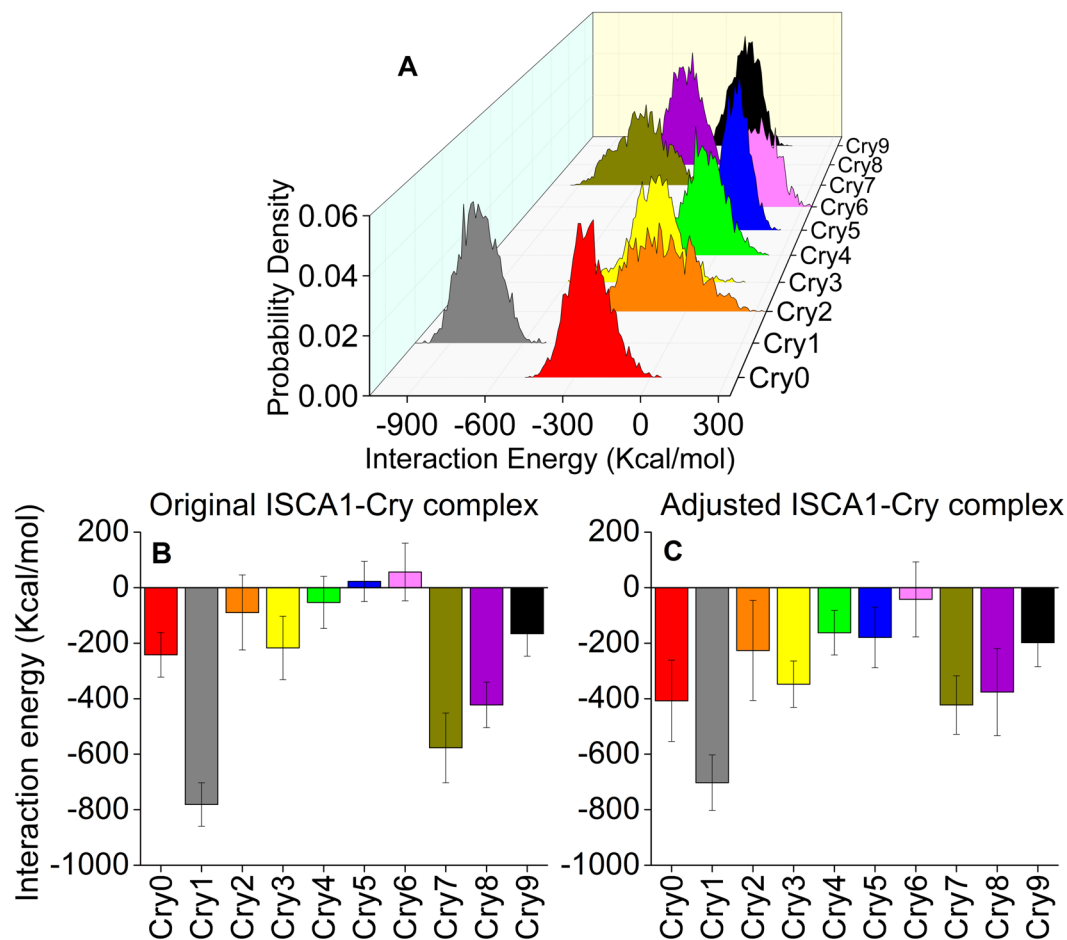 A
Probability Density
0.06
0.04
0.02
0.00
-900 -600 -300 0 300
Interaction Energy (Kcal/mol)
Cry9
Cry8
Cry7
Cry6
Cry5
Cry4
Cry3
Cry2
Cry1
Cry0
Original ISCA1-Cry complex
B
Interaction energy (Kcal/mol)
200
0
-200
-400
-600
-800
-1000
Cry0 Cry1 Cry2 Cry3 Cry4 Cry5 Cry6 Cry7 Cry8 Cry9
Adjusted ISCA1-Cry complex
C
200
0
-200
-400
-600
-800
-1000
Cry0 Cry1 Cry2 Cry3 Cry4 Cry5 Cry6 Cry7 Cry8 Cry9